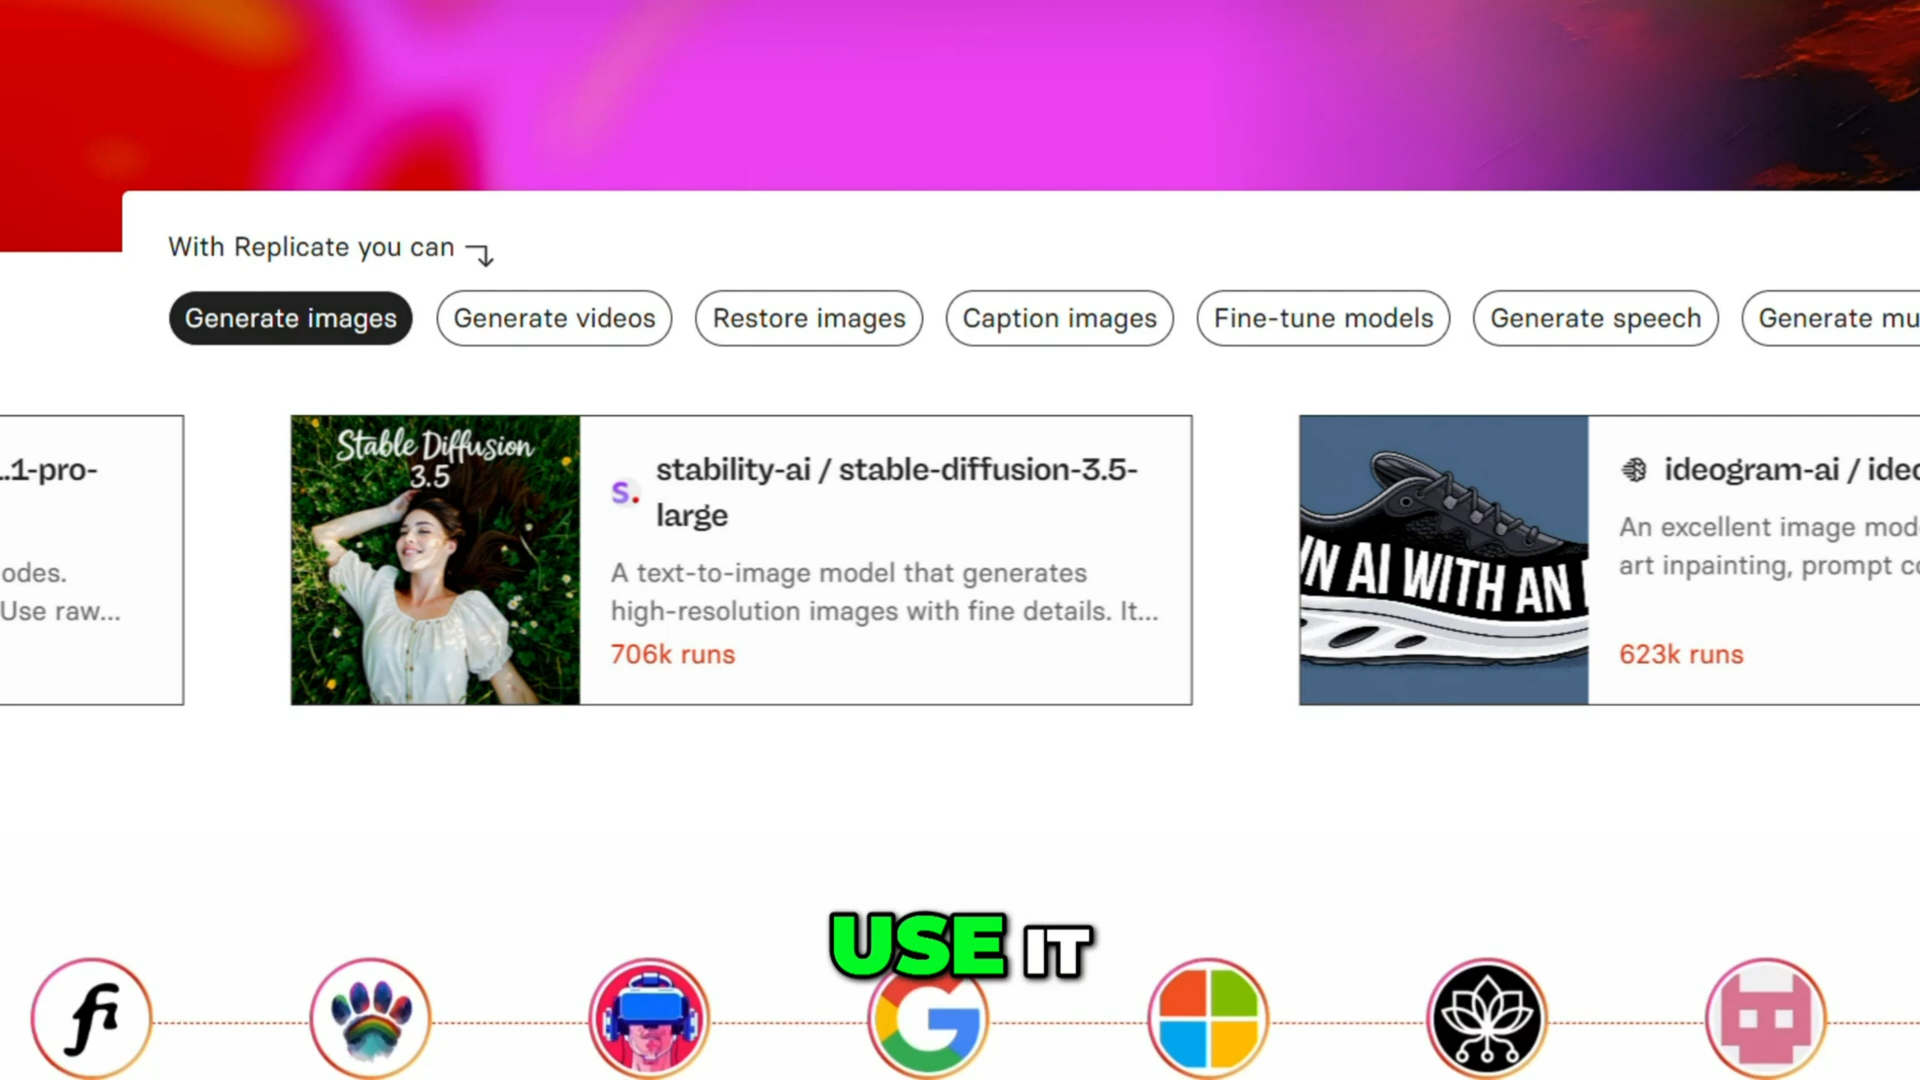 With Replicate you can
Generate images
Generate videos
Restore images
Caption images
Fine-tune models
Generate speech
Generate mu
.1-pro-
odes.
Use raw...
Stable Diffusion
3.5
stability-ai / stable-diffusion-3.5-
large
A text-to-image model that generates
high-resolution images with fine details. It...
706k runs
N AI WITH AN
ideogram-ai / ideo
An excellent image mod
art inpainting, prompt co
623k runs
USE IT
fi